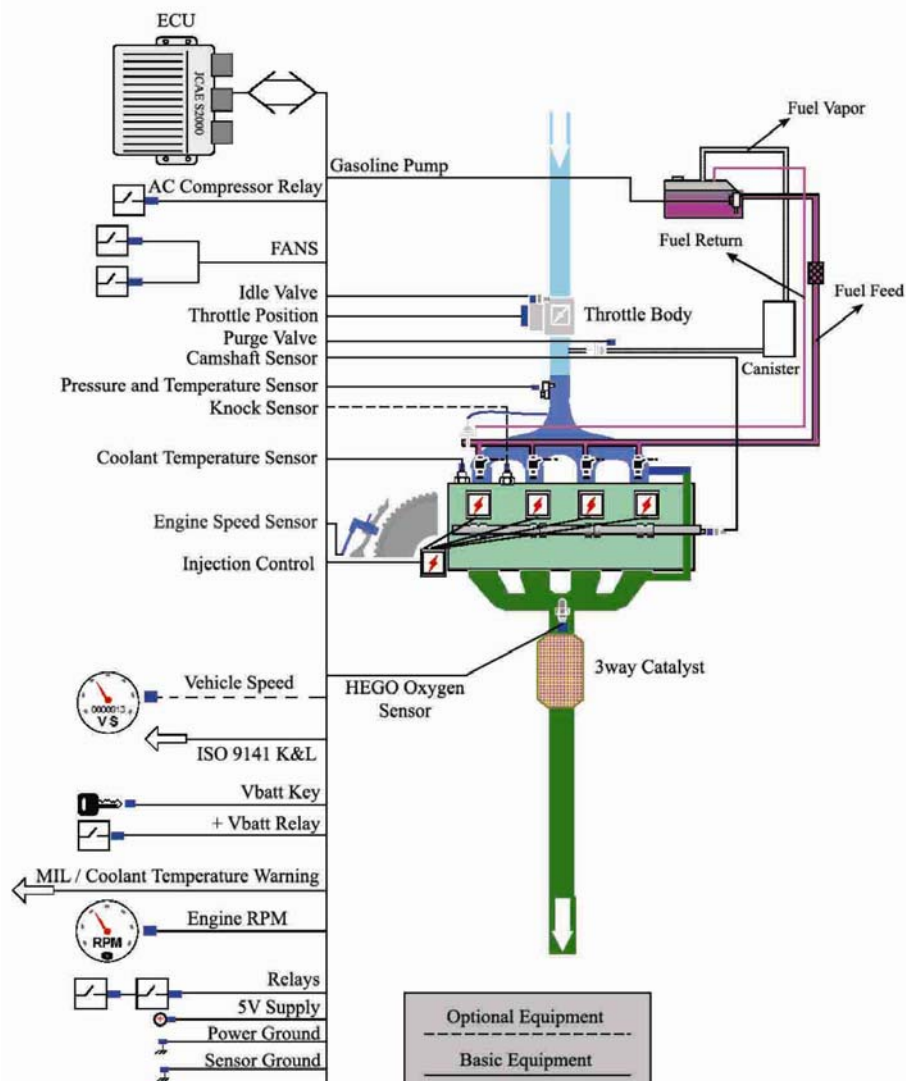 ECU
JCAE S2000
Fuel Vapor
Gasoline Pump
AC Compressor Relay
FANS
Fuel Return
Fuel Feed
Idle Valve
Throttle Position
Throttle Body
Purge Valve
Camshaft Sensor
Canister
Pressure and Temperature Sensor
Knock Sensor
Coolant Temperature Sensor
Engine Speed Sensor
Injection Control
3way Catalyst
HEGO Oxygen
Sensor
Vehicle Speed
0000013
V S
ISO 9141 K&L
Vbatt Key
+ Vbatt Relay
MIL / Coolant Temperature Warning
Engine RPM
RPM
Relays
5V Supply
Power Ground
Sensor Ground
Optional Equipment
Basic Equipment